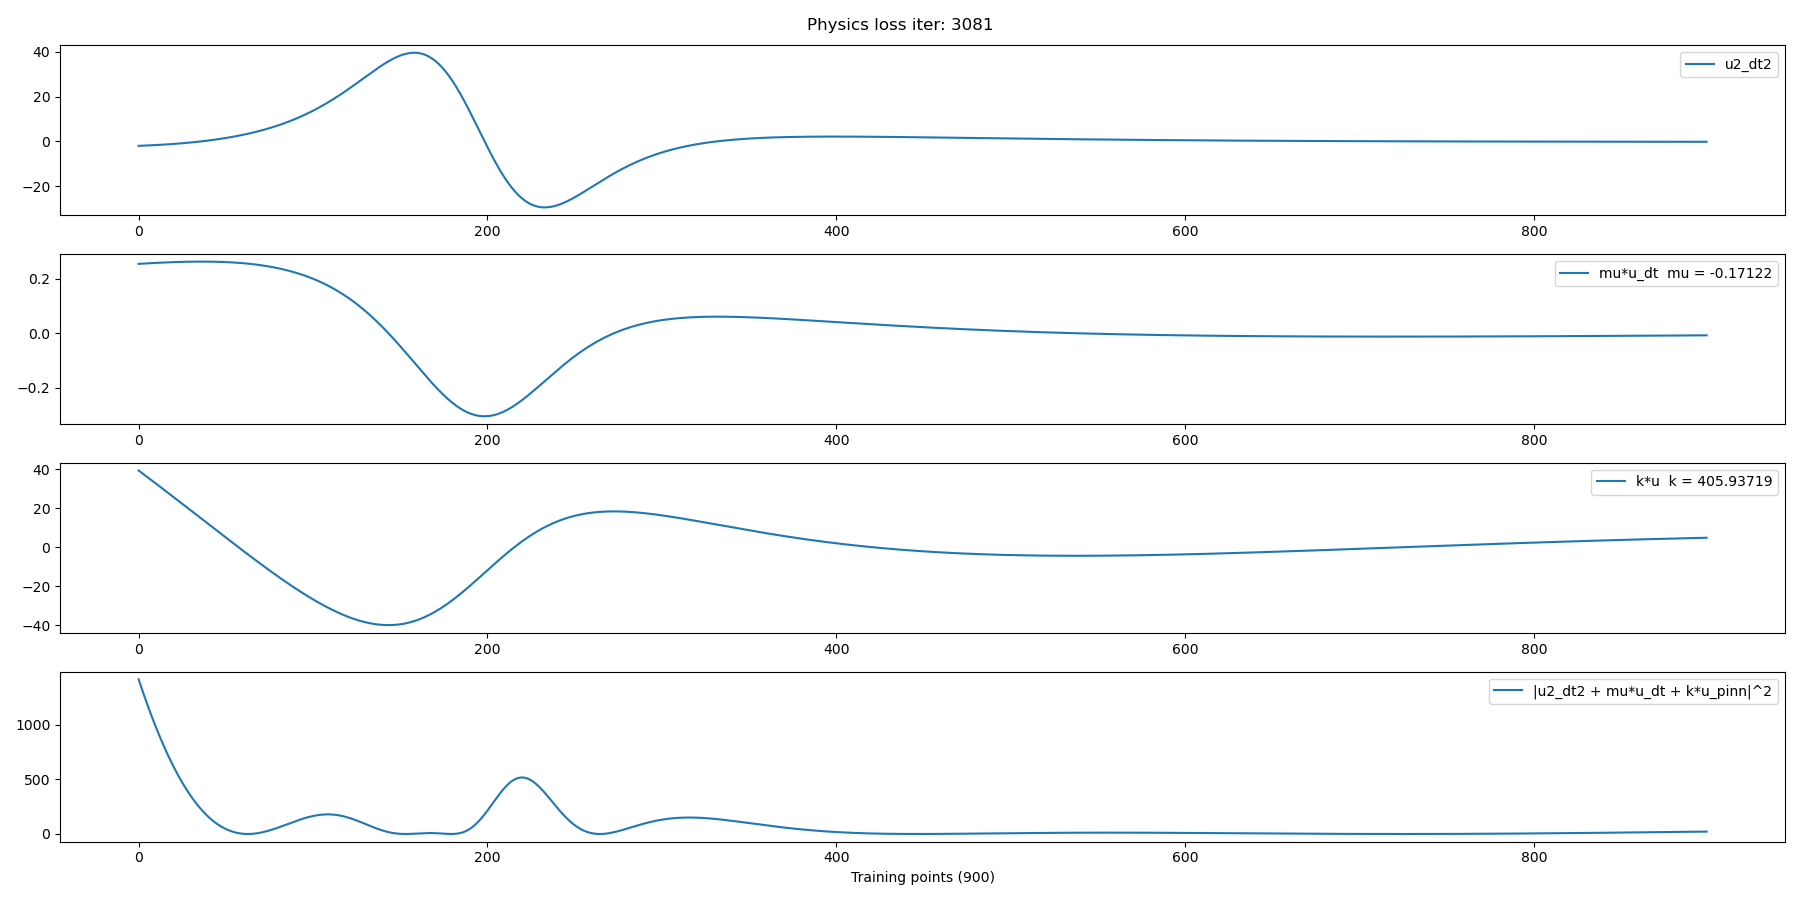 Physics loss iter: 3081
40
20
0
−20
u2_dt2
0 200 400 600 800
0.2
0.0
−0.2
mu*u_dt  mu = -0.17122
0 200 400 600 800
40
20
0
−20
−40
k*u  k = 405.93719
0 200 400 600 800
1000
500
0
|u2_dt2 + mu*u_dt + k*u_pinn|^2
0 200 400 600 800
Training points (900)